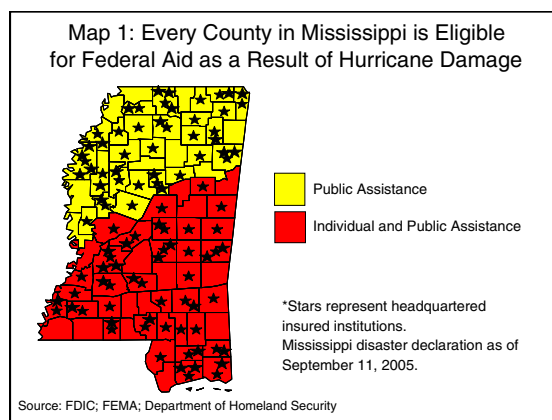 Map 1: Every County in Mississippi is Eligible
for Federal Aid as a Result of Hurricane Damage
Public Assistance
Individual and Public Assistance
*Stars represent headquartered
insured institutions.
Mississippi disaster declaration as of
September 11, 2005.
Source: FDIC; FEMA; Department of Homeland Security